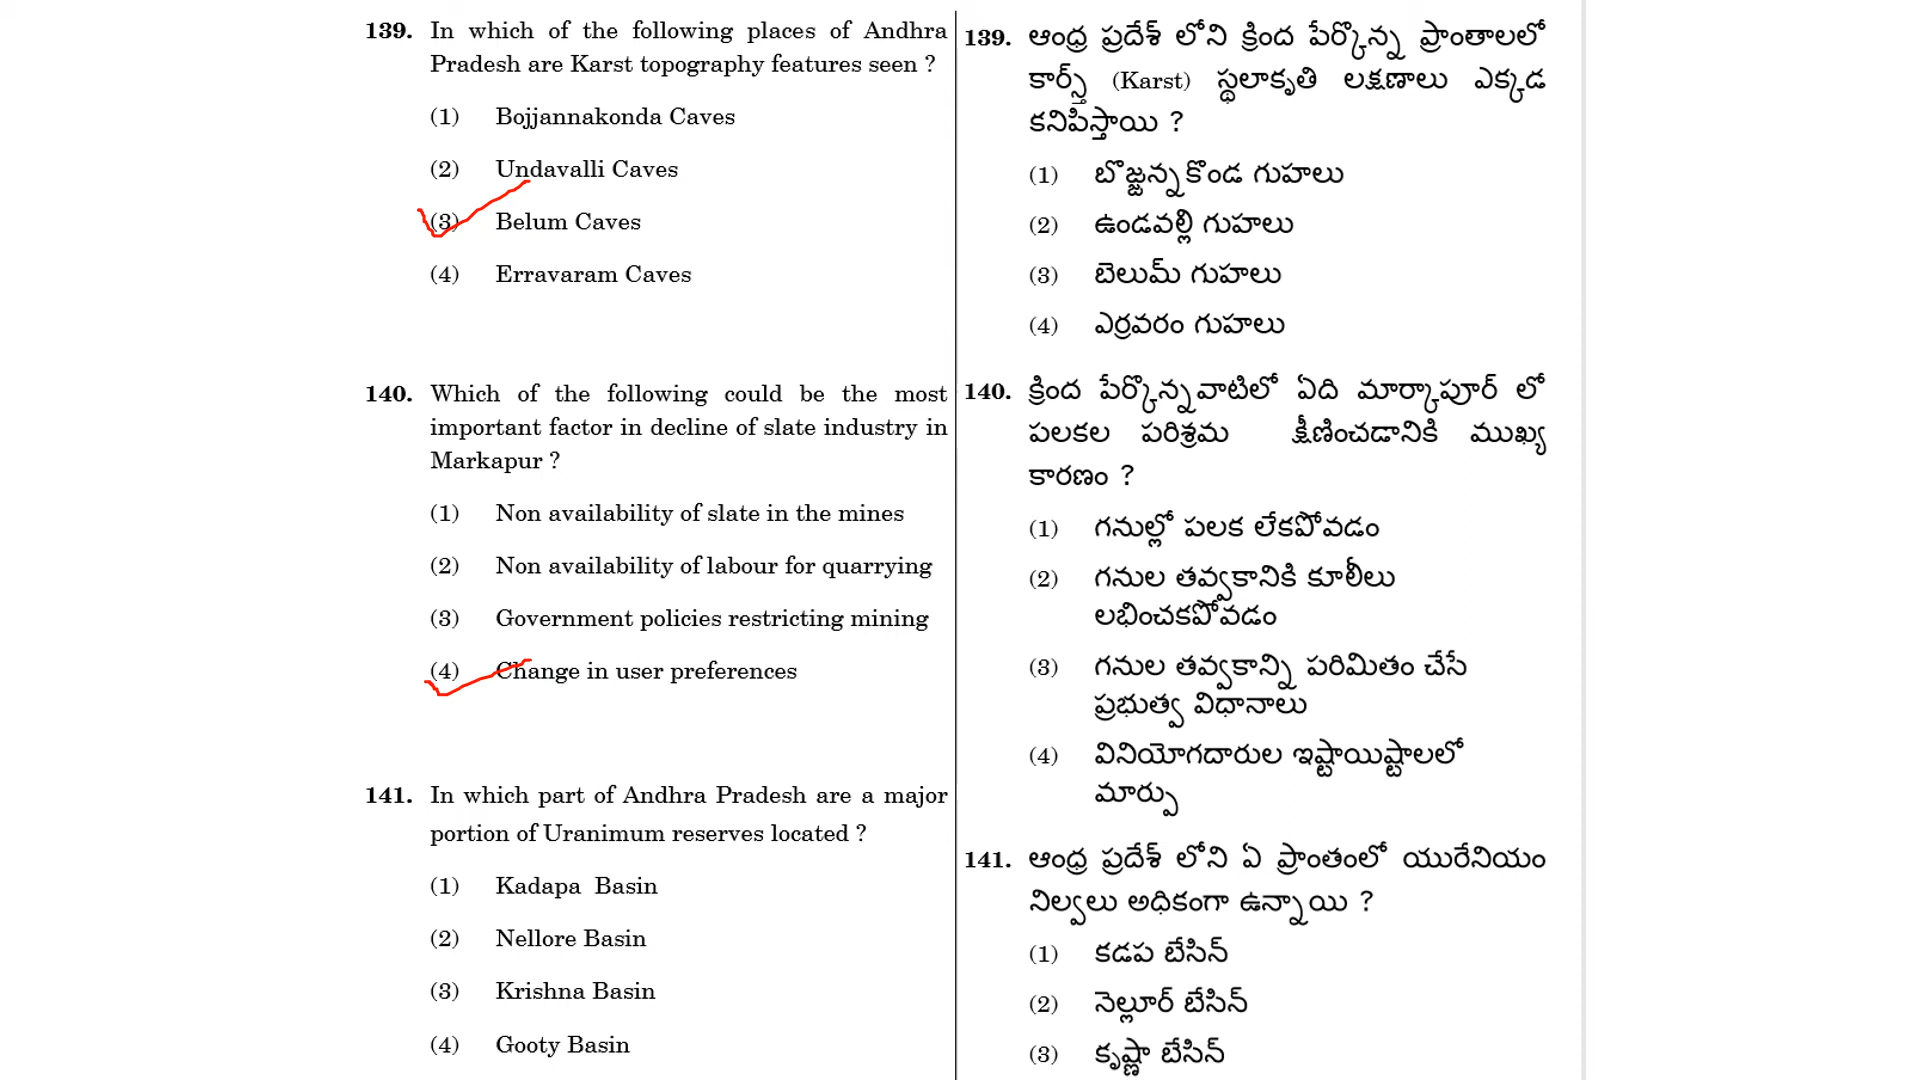 139. In which of the following places of Andhra
Pradesh are Karst topography features seen ?
(1) Bojjannakonda Caves
(2) Undavalli Caves
(3) Belum Caves
(4) Erravaram Caves
140. Which of the following could be the most
important factor in decline of slate industry in
Markapur ?
(1) Non availability of slate in the mines
(2) Non availability of labour for quarrying
(3) Government policies restricting mining
(4) Change in user preferences
141. In which part of Andhra Pradesh are a major
portion of Uranimum reserves located ?
(1) Kadapa Basin
(2) Nellore Basin
(3) Krishna Basin
(4) Gooty Basin
139. ఆంధ్ర ప్రదేశ్ లోని క్రింద పేర్కొన్న ప్రాంతాలలో
కార్స్ట్ (Karst) స్థలాకృతి లక్షణాలు ఎక్కడ
కనిపిస్తాయి ?
(1) బొజ్జన్నకొండ గుహలు
(2) ఉండవల్లి గుహలు
(3) బెలుమ్ గుహలు
(4) ఎర్రవరం గుహలు
140. క్రింద పేర్కొన్నవాటిలో ఏది మార్కాపూర్ లో
పలకల పరిశ్రమ క్షీణించడానికి ముఖ్య
కారణం ?
(1) గనుల్లో పలక లేకపోవడం
(2) గనుల తవ్వకానికి కూలీలు
లభించకపోవడం
(3) గనుల తవ్వకాన్ని పరిమితం చేసే
ప్రభుత్వ విధానాలు
(4) వినియోగదారుల ఇష్టాయిష్టాలలో
మార్పు
141. ఆంధ్ర ప్రదేశ్ లోని ఏ ప్రాంతంలో యురేనియం
నిల్వలు అధికంగా ఉన్నాయి ?
(1) కడప బేసిన్
(2) నెల్లూర్ బేసిన్
(3) కృష్ణా బేసిన్